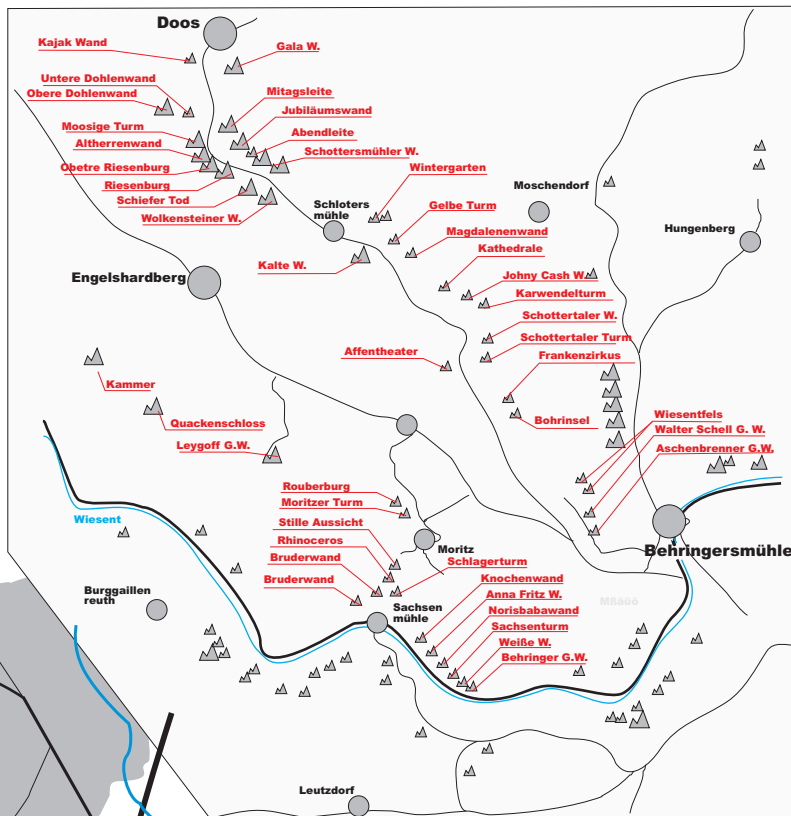 Doos
Kajak Wand
Gala W.
Untere Dohlenwand
Obere Dohlenwand
Mitagsleite
Jubiläumswand
Moosige Turm
Abendleite
Altherrenwand
Schottersmühler W.
Obetre Riesenburg
Wintergarten
Riesenburg
Moschendorf
Schiefer Tod
Schloters
mühle
Gelbe Turm
Wolkensteiner W.
Magdalenenwand
Hungenberg
Kathedrale
Kalte W.
Engelshardberg
Johny Cash W.
Karwendelturm
Schottertaler W.
Schottertaler Turm
Affentheater
Frankenzirkus
Kammer
Quackenschloss
Bohrinsel
Wiesentfels
Walter Schell G. W.
Leygoff G.W.
Aschenbrenner G.W.
Rouberburg
Moritzer Turm
Wiesent
Stille Aussicht
Rhinoceros
Moritz
Behringersmühle
Bruderwand
Schlagerturm
Bruderwand
Knochenwand
Burggaillen
reuth
Anna Fritz W.
Sachsen
mühle
Norisbabawand
Sachsenturm
Weiße W.
Behringer G.W.
Leutzdorf